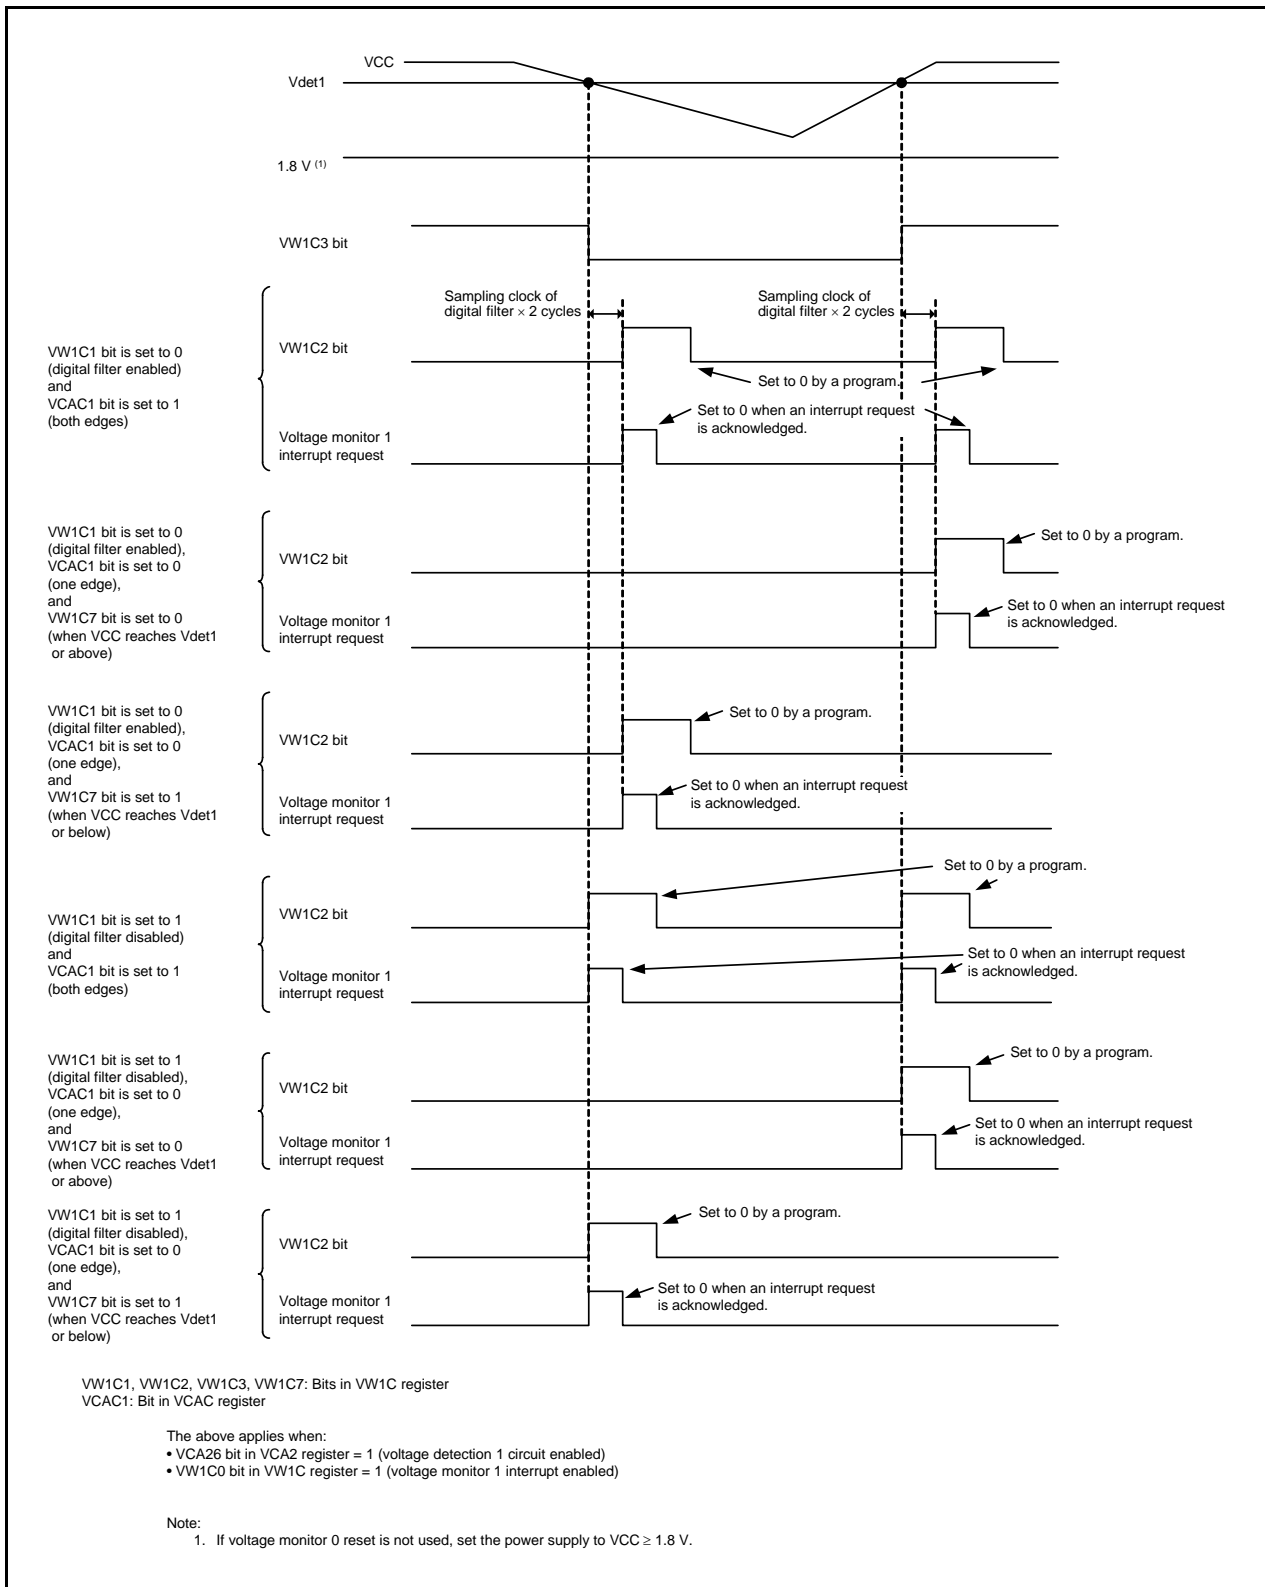 VCC
Vdet1
1.8 V (1)
VW1C3 bit
Sampling clock of
digital filter × 2 cycles
Sampling clock of
digital filter × 2 cycles
VW1C1 bit is set to 0
(digital filter enabled)
and
VCAC1 bit is set to 1
(both edges)
VW1C2 bit
Set to 0 by a program.
Set to 0 when an interrupt request
is acknowledged.
Voltage monitor 1
interrupt request
VW1C1 bit is set to 0
(digital filter enabled),
VCAC1 bit is set to 0
(one edge),
and
VW1C7 bit is set to 0
(when VCC reaches Vdet1
or above)
VW1C2 bit
Set to 0 by a program.
Voltage monitor 1
interrupt request
Set to 0 when an interrupt request
is acknowledged.
VW1C1 bit is set to 0
(digital filter enabled),
VCAC1 bit is set to 0
(one edge),
and
VW1C7 bit is set to 1
(when VCC reaches Vdet1
or below)
VW1C2 bit
Set to 0 by a program.
Voltage monitor 1
interrupt request
Set to 0 when an interrupt request
is acknowledged.
VW1C1 bit is set to 1
(digital filter disabled)
and
VCAC1 bit is set to 1
(both edges)
VW1C2 bit
Set to 0 by a program.
Voltage monitor 1
interrupt request
Set to 0 when an interrupt request
is acknowledged.
VW1C1 bit is set to 1
(digital filter disabled),
VCAC1 bit is set to 0
(one edge),
and
VW1C7 bit is set to 0
(when VCC reaches Vdet1
or above)
VW1C2 bit
Set to 0 by a program.
Voltage monitor 1
interrupt request
Set to 0 when an interrupt request
is acknowledged.
VW1C1 bit is set to 1
(digital filter disabled),
VCAC1 bit is set to 0
(one edge),
and
VW1C7 bit is set to 1
(when VCC reaches Vdet1
or below)
VW1C2 bit
Set to 0 by a program.
Voltage monitor 1
interrupt request
Set to 0 when an interrupt request
is acknowledged.
VW1C1, VW1C2, VW1C3, VW1C7: Bits in VW1C register
VCAC1: Bit in VCAC register
The above applies when:
• VCA26 bit in VCA2 register = 1 (voltage detection 1 circuit enabled)
• VW1C0 bit in VW1C register = 1 (voltage monitor 1 interrupt enabled)
Note:
1. If voltage monitor 0 reset is not used, set the power supply to VCC ≥ 1.8 V.